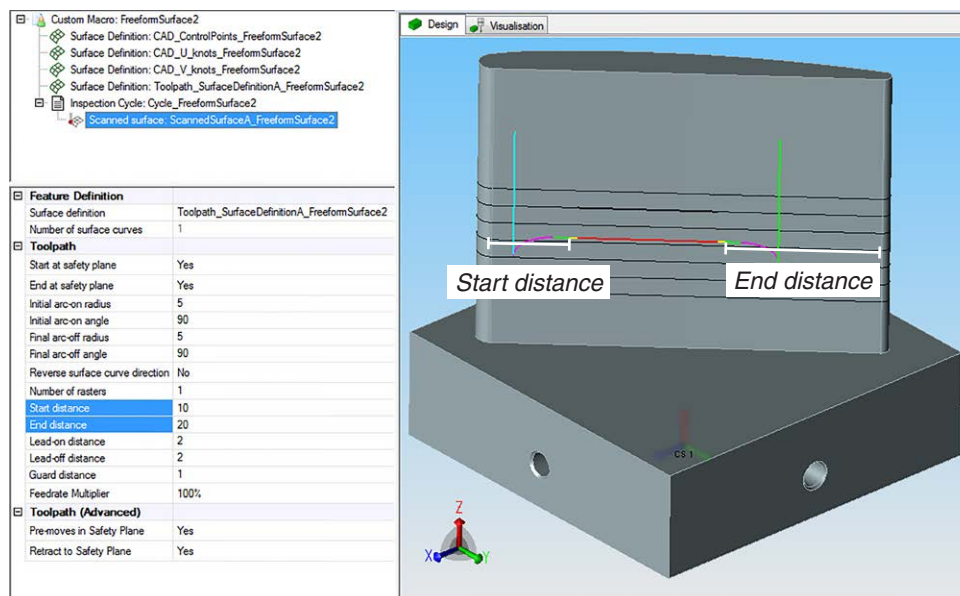 Custom Macro: FreeformSurface2
Surface Definition: CAD_ControlPoints_FreeformSurface2
Surface Definition: CAD_U_knots_FreeformSurface2
Surface Definition: CAD_V_knots_FreeformSurface2
Surface Definition: Toolpath_SurfaceDefinitionA_FreeformSurface2
Inspection Cycle: Cycle_FreeformSurface2
Scanned surface: ScannedSurfaceA_FreeformSurface2
Feature Definition
Surface definition Toolpath_SurfaceDefinitionA_FreeformSurface2
Number of surface curves 1
Toolpath
Start at safety plane Yes
End at safety plane Yes
Initial arc-on radius 5
Initial arc-on angle 90
Final arc-off radius 5
Final arc-off angle 90
Reverse surface curve direction No
Number of rasters 1
Start distance 10
End distance 20
Lead-on distance 2
Lead-off distance 2
Guard distance 1
Feedrate Multiplier 100%
Toolpath (Advanced)
Pre-moves in Safety Plane Yes
Retract to Safety Plane Yes
Design Visualisation
Start distance
End distance
CS 1
Z
X
Y